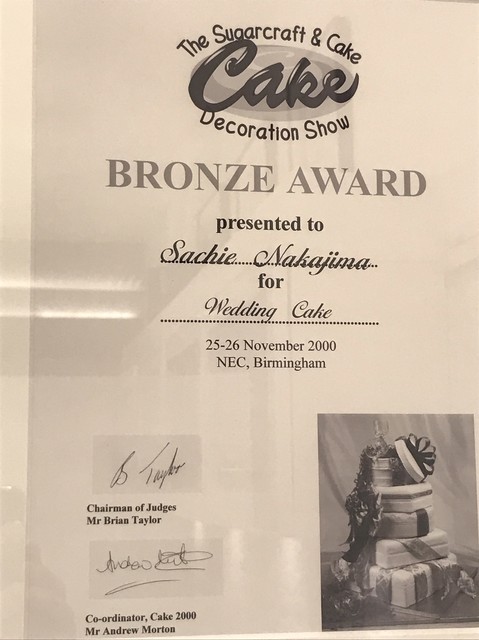 The Sugarcraft & Cake
Cake
Decoration Show
BRONZE AWARD
presented to
Sachie Nakajima
for
Wedding Cake
25-26 November 2000
NEC, Birmingham
B Taylor
Chairman of Judges
Mr Brian Taylor
Co-ordinator, Cake 2000
Mr Andrew Morton